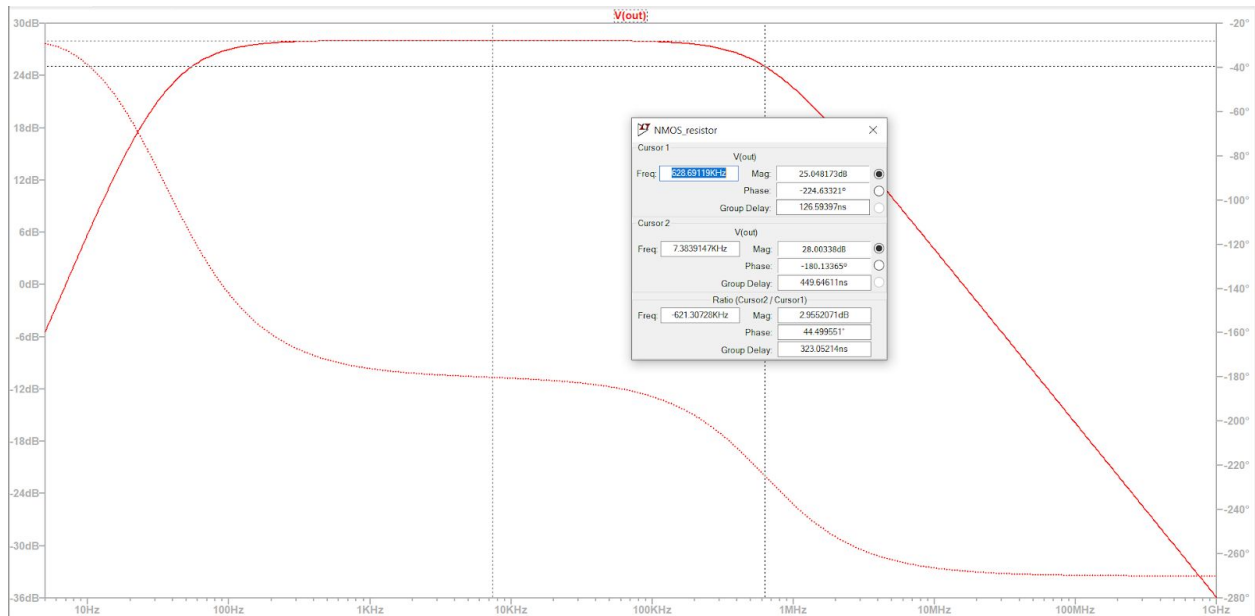 V(out)
30dB
24dB
18dB
12dB
6dB
0dB
-6dB
-12dB
-18dB
-24dB
-30dB
-36dB
NMOS_resistor
Cursor 1
V(out)
Freq: 628.69119KHz Mag: 25.048173dB
Phase: -224.63321°
Group Delay: 126.59397ns
Cursor 2
V(out)
Freq: 7.3839147KHz Mag: 28.00338dB
Phase: -180.13365°
Group Delay: 449.64611ns
Ratio (Cursor2 / Cursor1)
Freq: -621.30728KHz Mag: 2.9552071dB
Phase: 44.499551°
Group Delay: 323.05214ns
-20°
-40°
-60°
-80°
-100°
-120°
-140°
-160°
-180°
-200°
-220°
-240°
-260°
-280°
10Hz 100Hz 1KHz 10KHz 100KHz 1MHz 10MHz 100MHz 1GHz